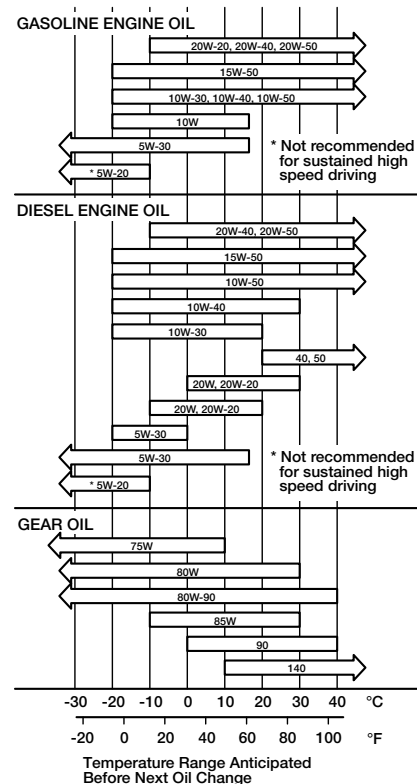 GASOLINE ENGINE OIL
20W-20, 20W-40, 20W-50
15W-50
10W-30, 10W-40, 10W-50
10W
5W-30
* Not recommended
for sustained high
speed driving
* 5W-20
DIESEL ENGINE OIL
20W-40, 20W-50
15W-50
10W-50
10W-40
10W-30
40, 50
20W, 20W-20
20W, 20W-20
5W-30
5W-30
* Not recommended
for sustained high
speed driving
* 5W-20
GEAR OIL
75W
80W
80W-90
85W
90
140
-30 -20 -10 0 10 20 30 40 °C
-20 0 20 40 60 80 100 °F
Temperature Range Anticipated
Before Next Oil Change